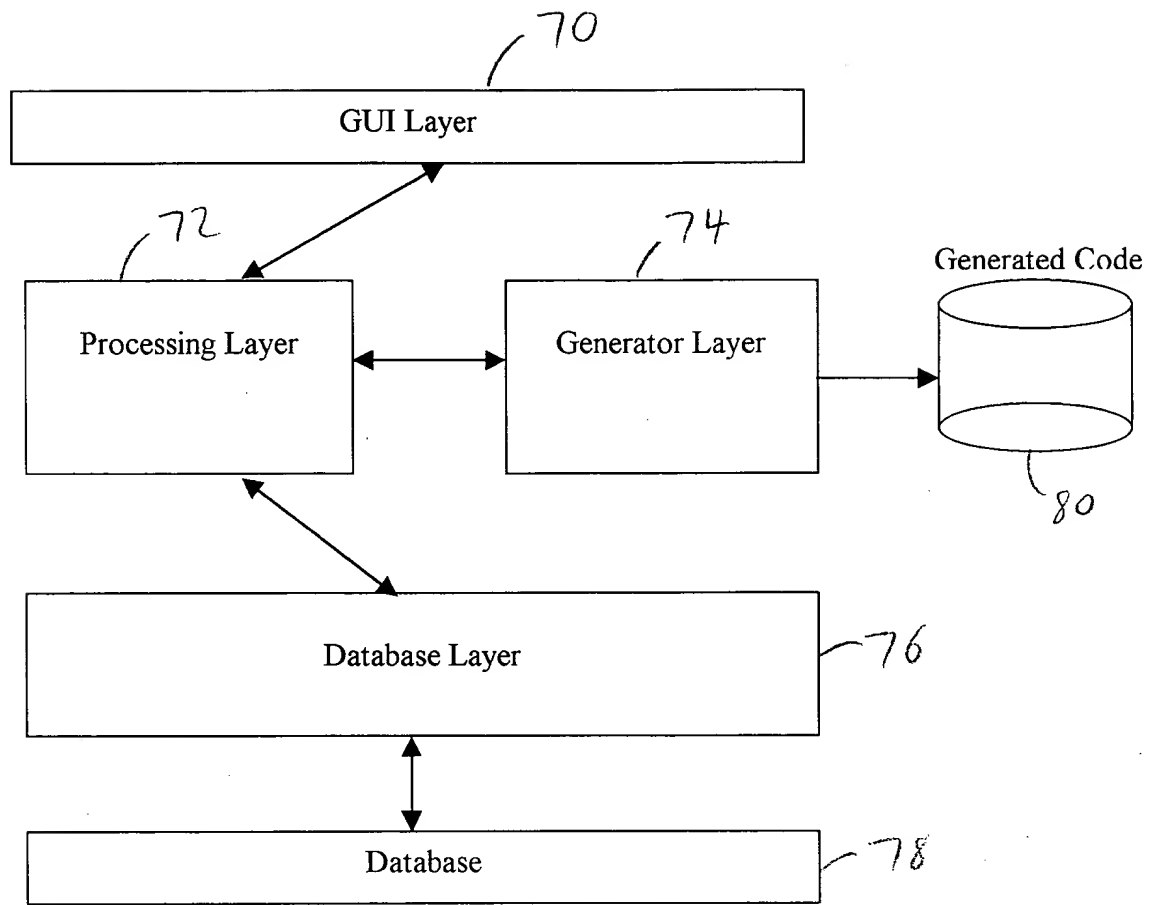 70
GUI Layer
72
74
Generated Code
Processing Layer
Generator Layer
80
Database Layer
76
Database
78